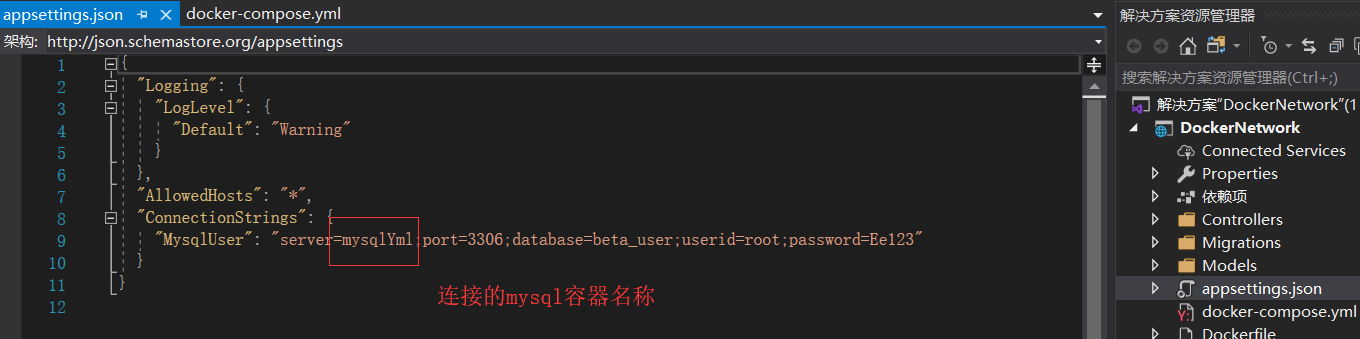 appsettings.json
docker-compose.yml
架构: http://json.schemastore.org/appsettings
1 {
2 "Logging": {
3 "LogLevel": {
4 "Default": "Warning"
5 }
6 },
7 "AllowedHosts": "*",
8 "ConnectionStrings": {
9 "MysqlUser": "server=mysqlYml;port=3306;database=beta_user;userid=root;password=Ee123"
10 }
11 }
12
连接的mysql容器名称
解决方案资源管理器
搜索解决方案资源管理器(Ctrl+;)
解决方案"DockerNetwork"(1
DockerNetwork
Connected Services
Properties
依赖项
Controllers
Migrations
Models
appsettings.json
docker-compose.yml
Dockerfile